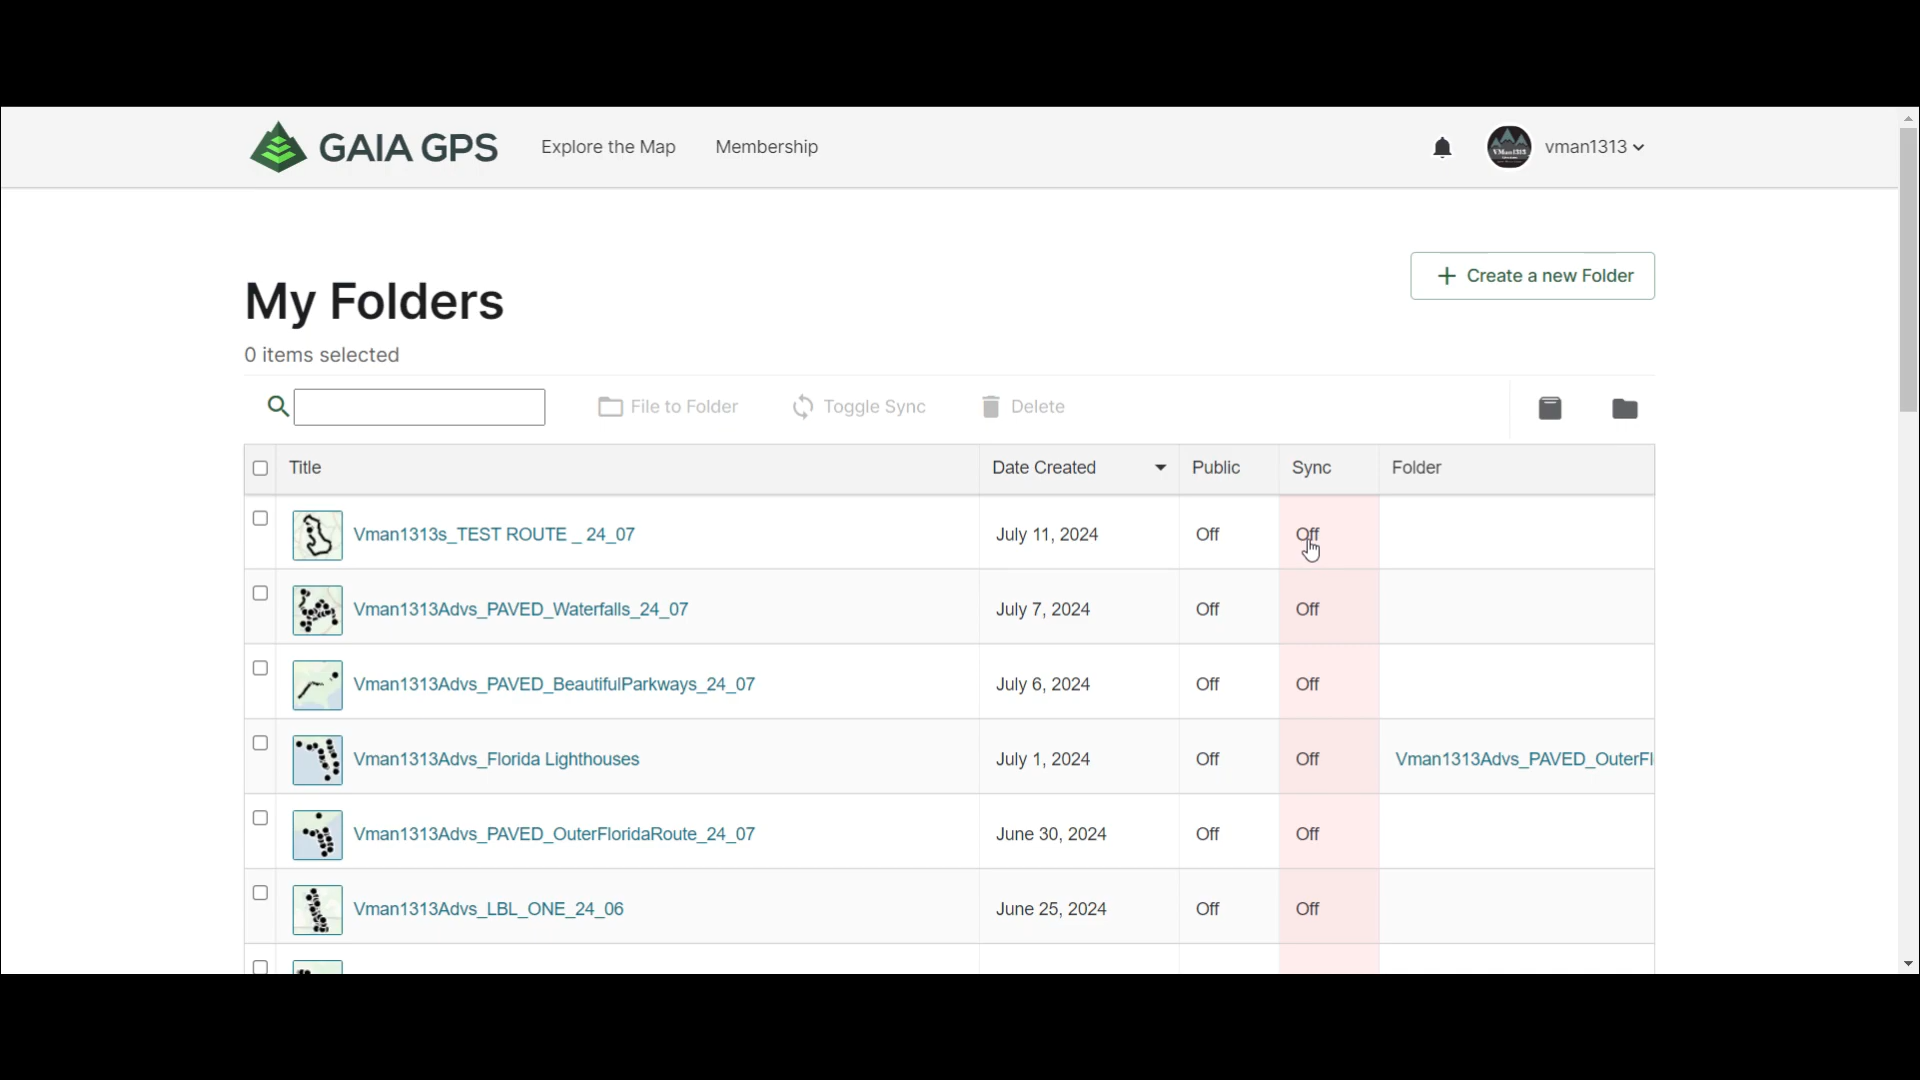 GAIA GPS Explore the Map Membership vman1313
+ Create a new Folder
My Folders
0 items selected
File to Folder Toggle Sync Delete
Title Date Created Public Sync Folder
Vman1313s_TEST ROUTE _ 24_07 July 11, 2024 Off Off
Vman1313Advs_PAVED_Waterfalls_24_07 July 7, 2024 Off Off
Vman1313Advs_PAVED_BeautifulParkways_24_07 July 6, 2024 Off Off
Vman1313Advs_Florida Lighthouses July 1, 2024 Off Off Vman1313Advs_PAVED_OuterFl
Vman1313Advs_PAVED_OuterFloridaRoute_24_07 June 30, 2024 Off Off
Vman1313Advs_LBL_ONE_24_06 June 25, 2024 Off Off